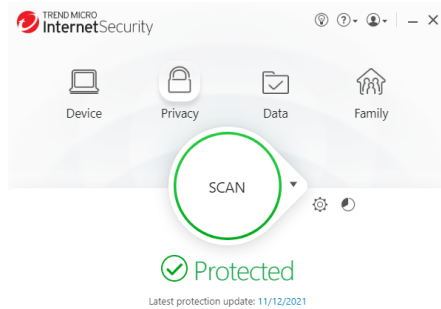 TREND MICRO
InternetSecurity
Device Privacy Data Family
SCAN
Protected
Latest protection update: 11/12/2021